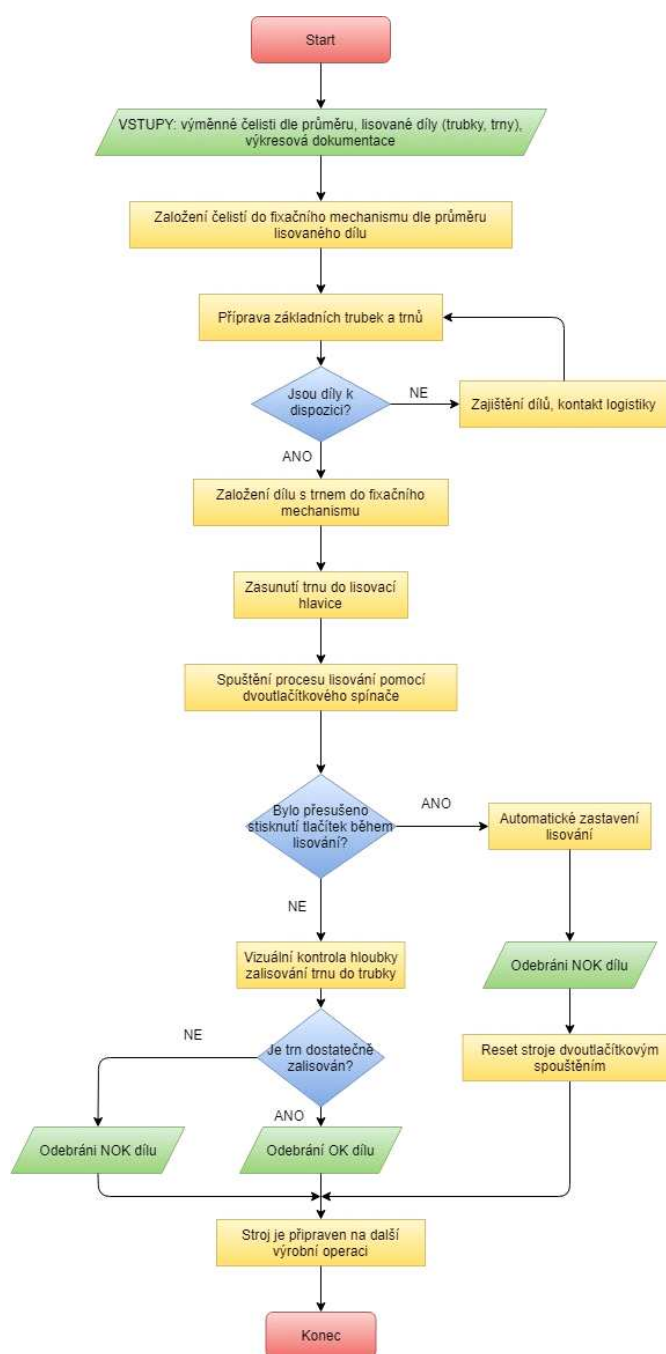 Start
VSTUPY: výměnné čelisti dle průměru, lisované díly (trubky, trny),
výkresová dokumentace
Založení čelistí do fixačního mechanismu dle průměru
lisovaného dílu
Příprava základních trubek a trnů
Jsou díly k
dispozici?
NE
Zajištění dílů, kontakt logistiky
ANO
Založení dílu s trnem do fixačního
mechanismu
Zasunutí trnu do lisovací
hlavice
Spuštění procesu lisování pomocí
dvoutlačítkového spínače
Bylo přesušeno
stisknutí tlačítek během
lisování?
ANO
Automatické zastavení
lisování
NE
Vizuální kontrola hloubky
zalisování trnu do trubky
Odebráni NOK dílu
Je trn dostatečně
zalisován?
NE
Reset stroje dvoutlačítkovým
spouštěním
ANO
Odebráni NOK dílu
Odebrání OK dílu
Stroj je připraven na další
výrobní operaci
Konec